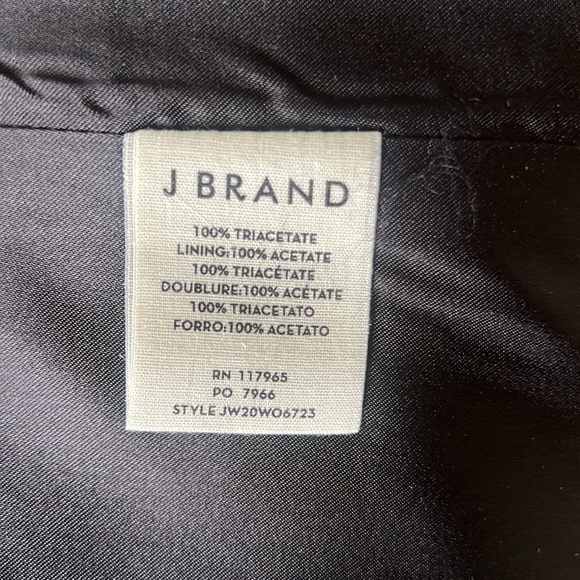 J BRAND
100% TRIACETATE
LINING:100% ACETATE
100% TRIACÉTATE
DOUBLURE:100% ACÉTATE
100% TRIACETATO
FORRO:100% ACETATO
RN 117965
PO 7966
STYLE JW20WO6723